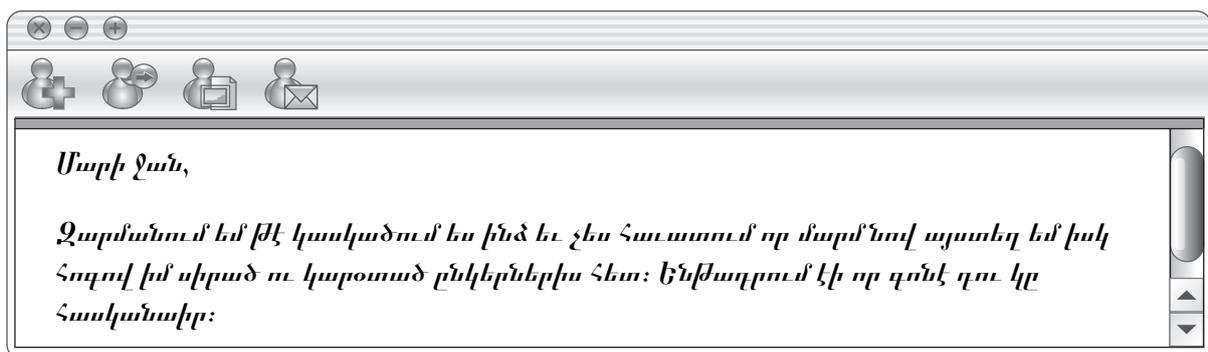 Մարի ջան,
Զարմանում եմ թէ կասկածում ես ինձ եւ չես հաւատում որ մարմնով այստեղ եմ իսկ
հոգով իմ սիրած ու կարօտած ընկերներիս հետ։ Ենթադրում էի որ գոնէ դու կը
հասկանաիր։